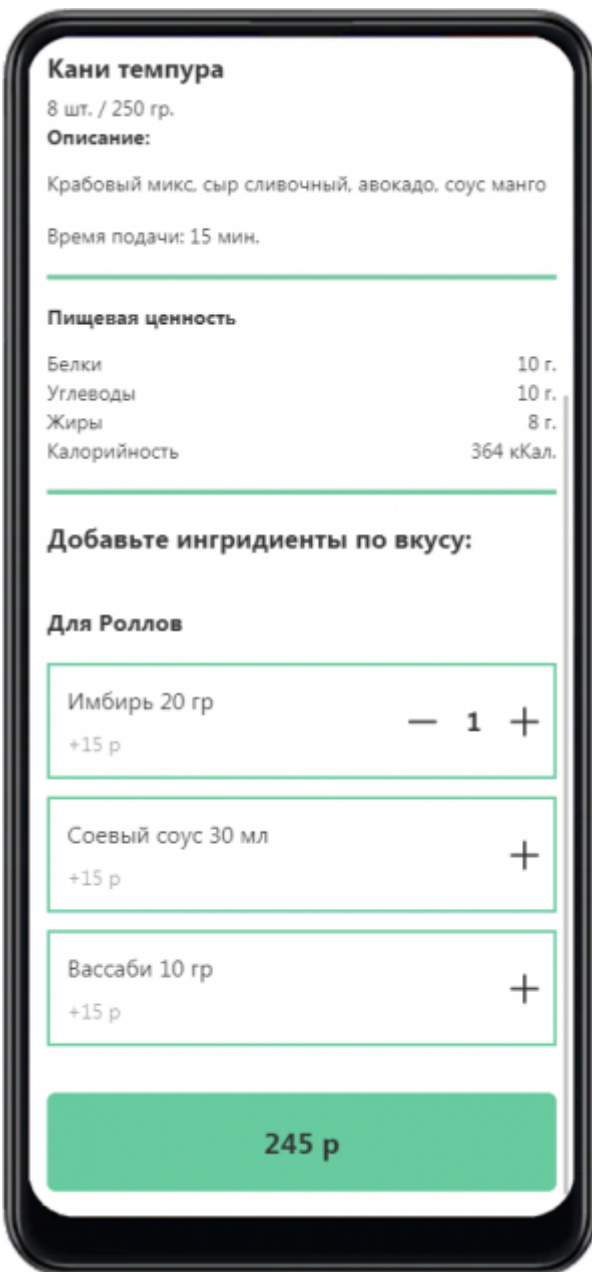 Кани темпура
8 шт. / 250 гр.
Описание:
Крабовый микс, сыр сливочный, авокадо, соус манго
Время подачи: 15 мин.
Пищевая ценность
Белки 10 г.
Углеводы 10 г.
Жиры 8 г.
Калорийность 364 кКал.
Добавьте ингридиенты по вкусу:
Для Роллов
Имбирь 20 гр
— 1 +
+15 р
Соевый соус 30 мл
+
+15 р
Вассаби 10 гр
+
+15 р
245 р